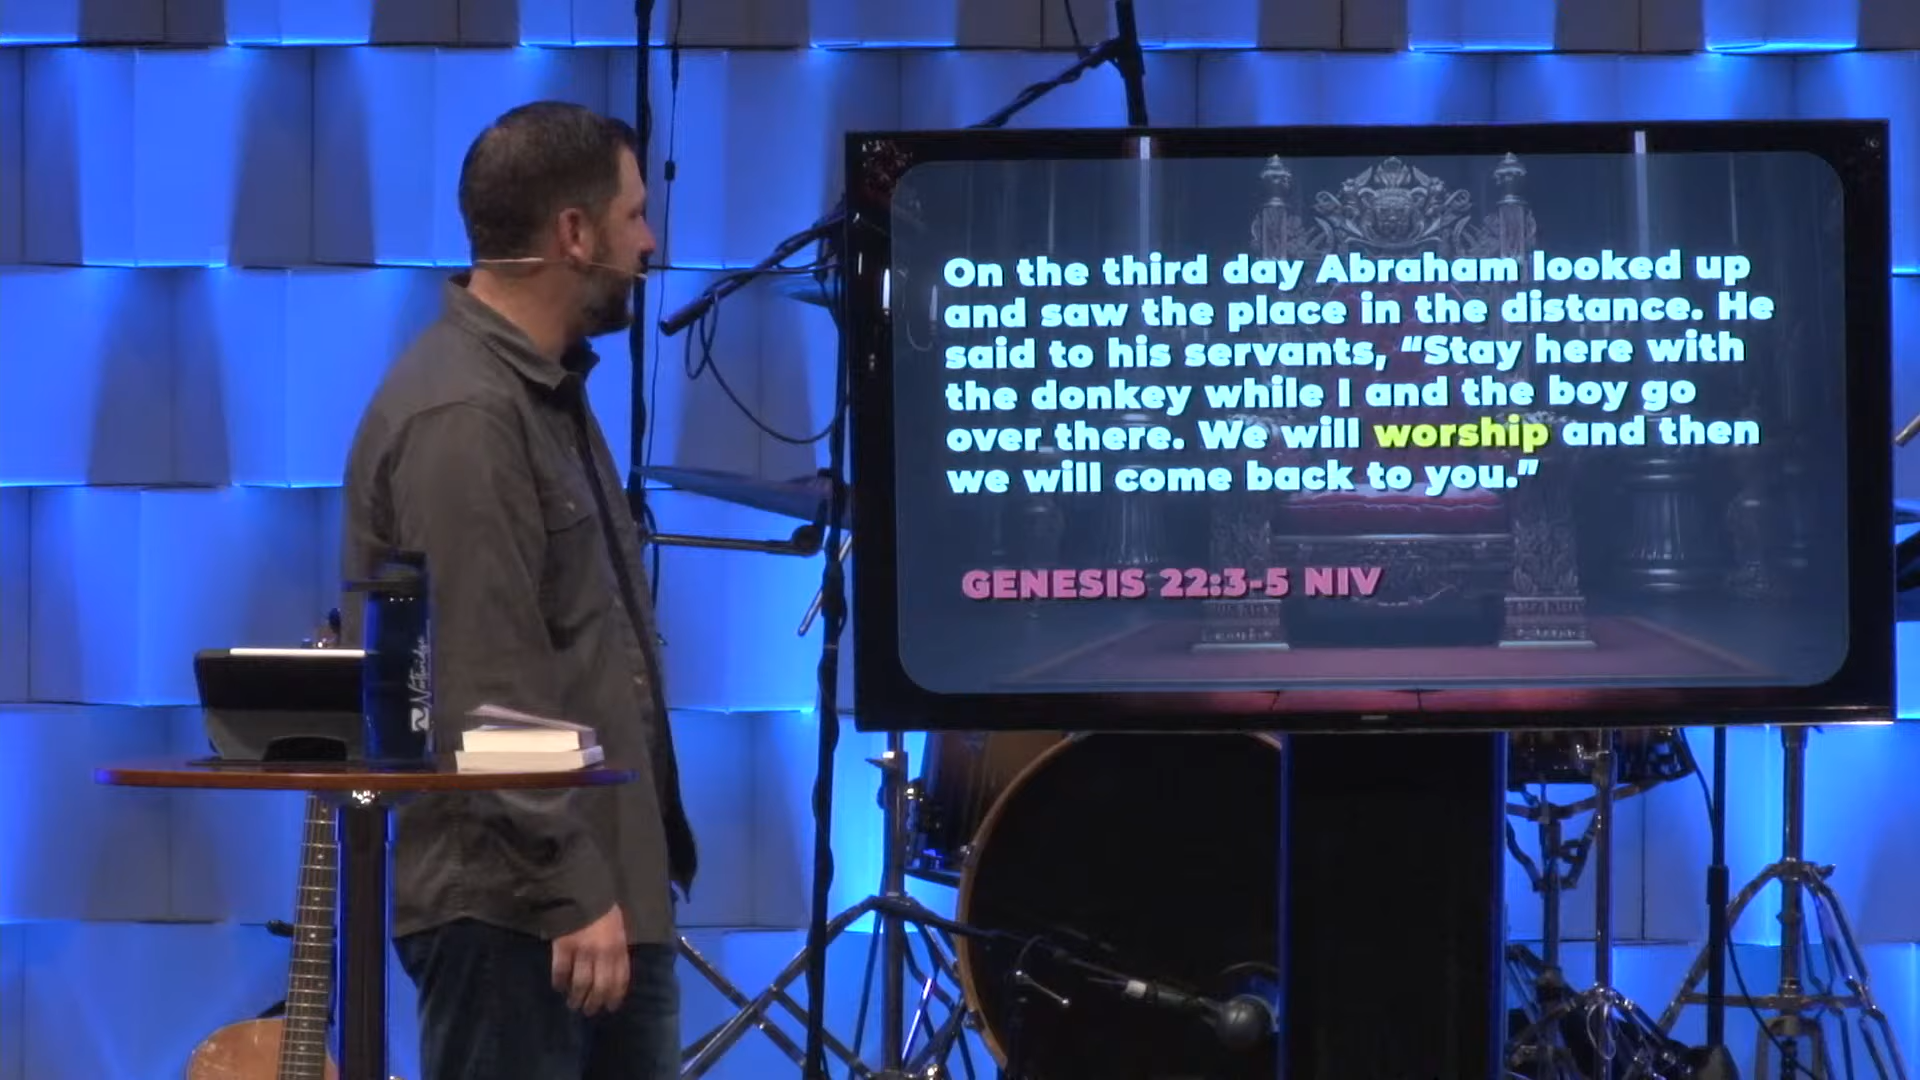 On the third day Abraham looked up
and saw the place in the distance. He
said to his servants, “Stay here with
the donkey while I and the boy go
over there. We will worship and then
we will come back to you.”
GENESIS 22:3-5 NIV
Northridge